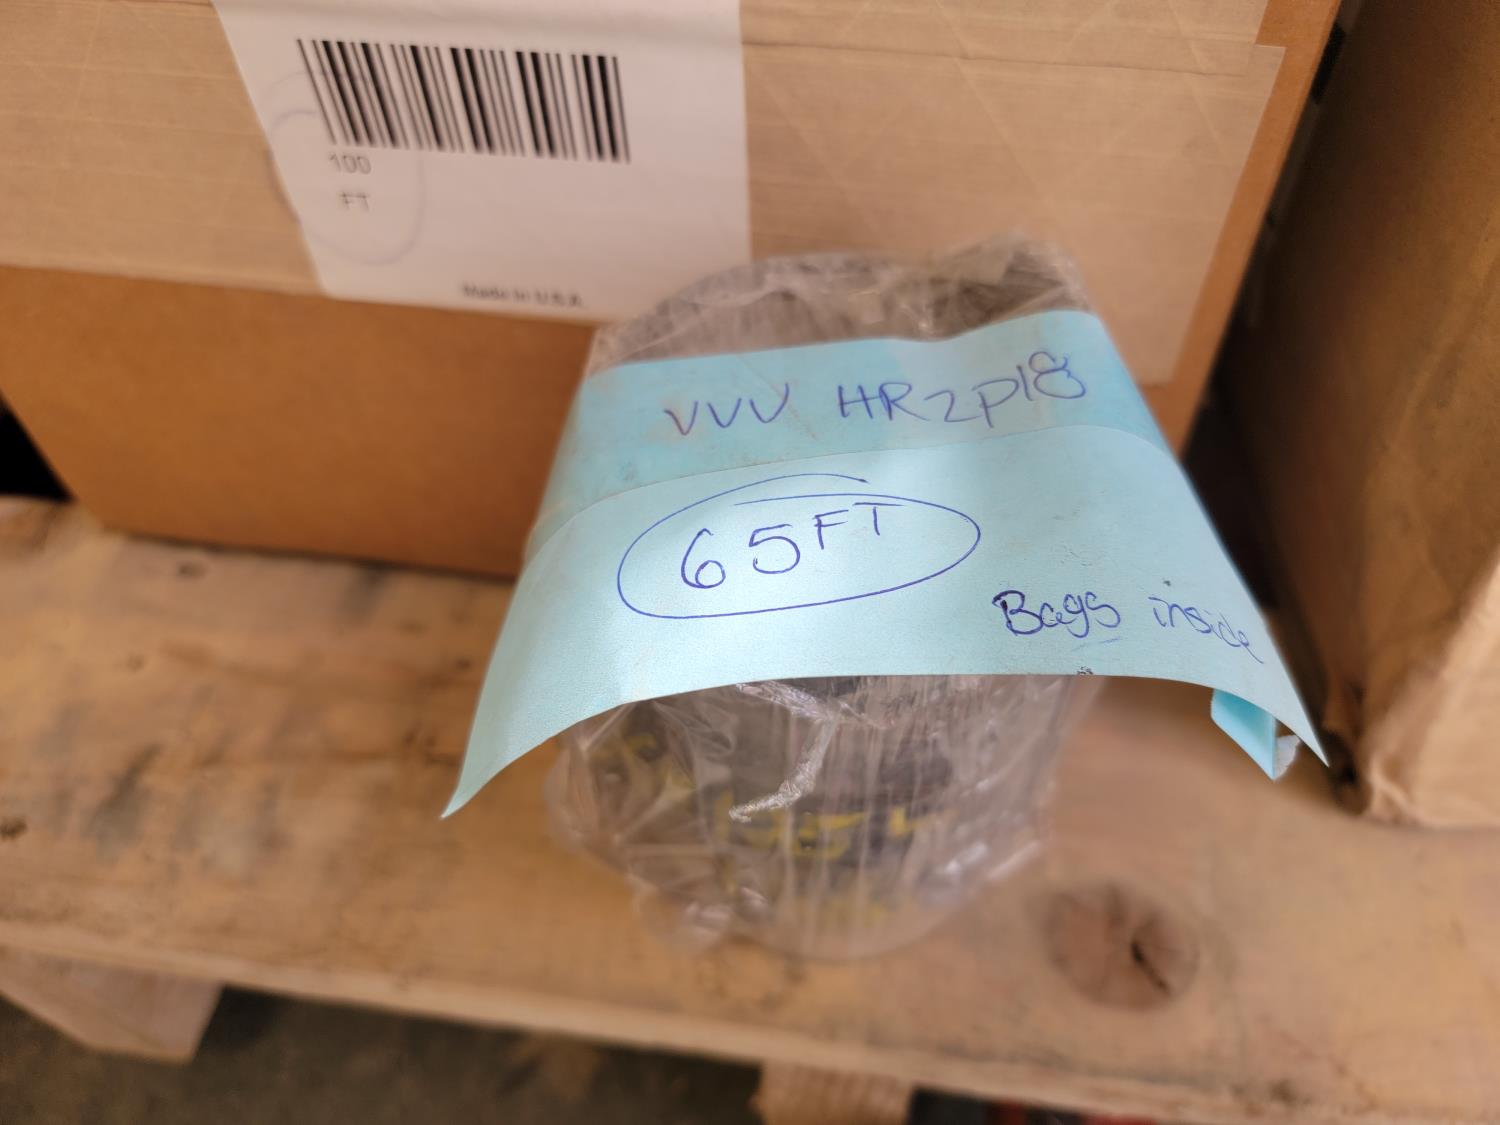 100
FT
Made in U.S.A.
VVV HR2P18
65FT
Bags inside